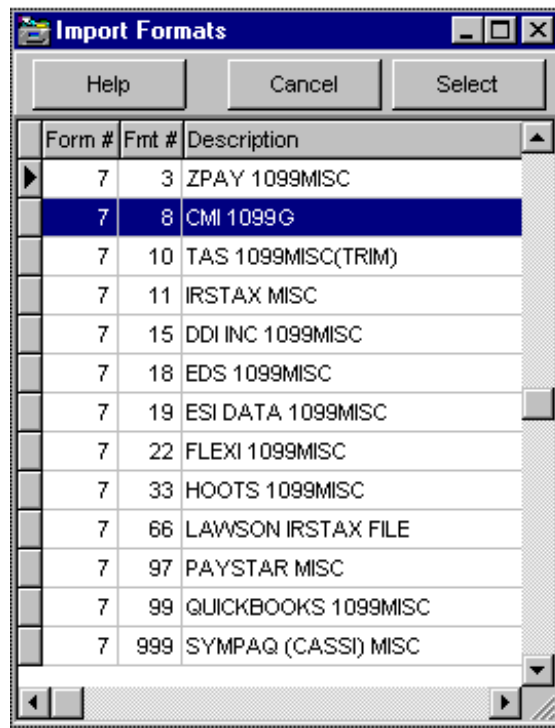 Import Formats
Help Cancel Select
Form # Fmt # Description
7 3 ZPAY 1099MISC
7 8 CMI 1099G
7 10 TAS 1099MISC(TRIM)
7 11 IRSTAX MISC
7 15 DDI INC 1099MISC
7 18 EDS 1099MISC
7 19 ESI DATA 1099MISC
7 22 FLEXI 1099MISC
7 33 HOOTS 1099MISC
7 66 LAWSON IRSTAX FILE
7 97 PAYSTAR MISC
7 99 QUICKBOOKS 1099MISC
7 999 SYMPAQ (CASSI) MISC